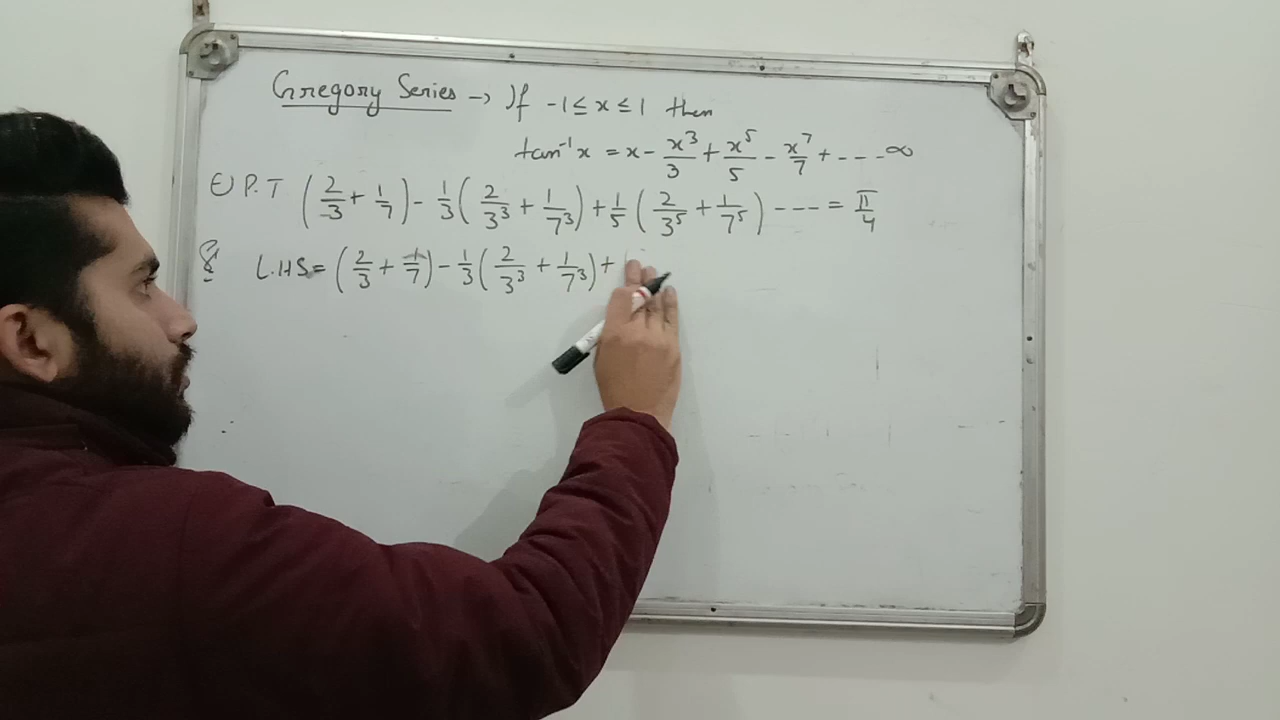 Gregory Series → If -1 ≤ x ≤ 1 then
tan⁻¹x = x - x³/3 + x⁵/5 - x⁷/7 + --- ∞
P.T (2/3 + 1/7) - 1/3 (2/3³ + 1/7³) + 1/5 (2/3⁵ + 1/7⁵) --- = π/4
L.HS = (2/3 + 1/7) - 1/3 (2/3³ + 1/7³) +